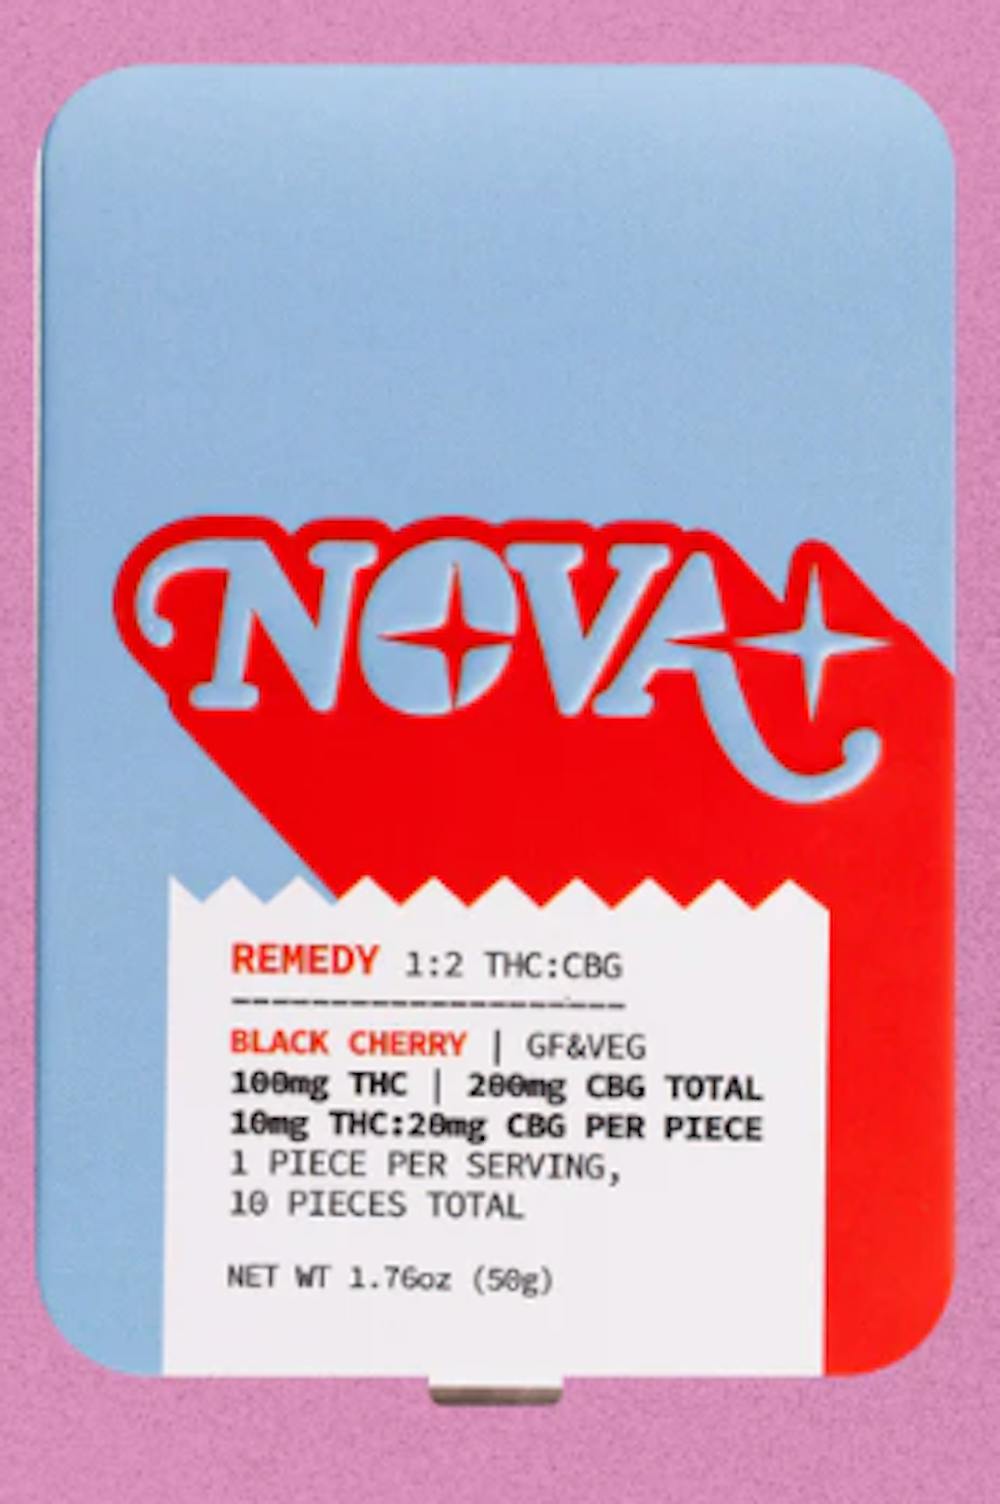 NOVA
REMEDY 1:2 THC:CBG
--------------------
BLACK CHERRY | GF&VEG
100mg THC | 200mg CBG TOTAL
10mg THC:20mg CBG PER PIECE
1 PIECE PER SERVING,
10 PIECES TOTAL
NET WT 1.76oz (50g)